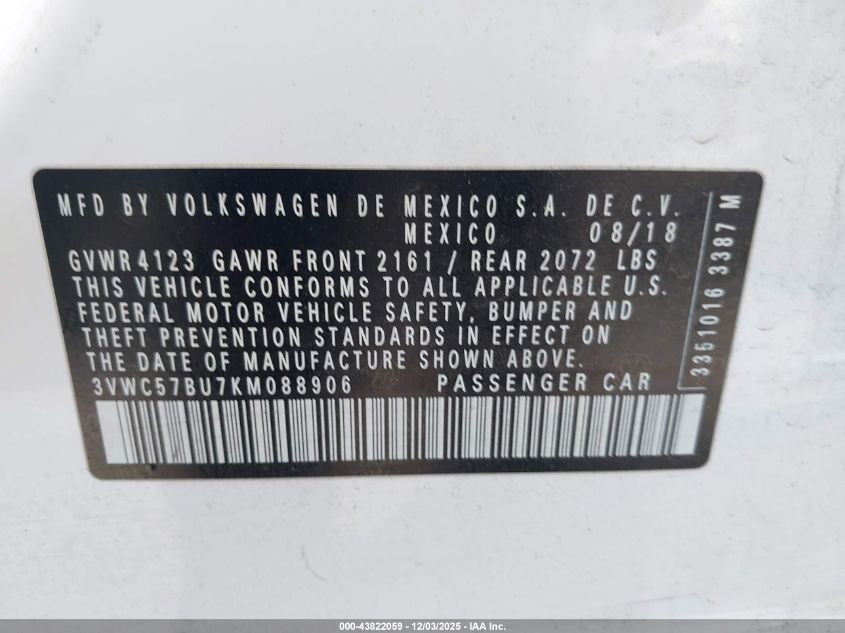 MFD BY VOLKSWAGEN DE MEXICO S.A. DE C.V.
MEXICO 08/18
GVWR 4123 GAWR FRONT 2161 / REAR 2072 LBS
THIS VEHICLE CONFORMS TO ALL APPLICABLE U.S.
FEDERAL MOTOR VEHICLE SAFETY, BUMPER AND
THEFT PREVENTION STANDARDS IN EFFECT ON
THE DATE OF MANUFACTURE SHOWN ABOVE.
3VWC57BU7KM088906 PASSENGER CAR
3351016 3387 M
000-43822059 - 12/03/2025 - IAA Inc.